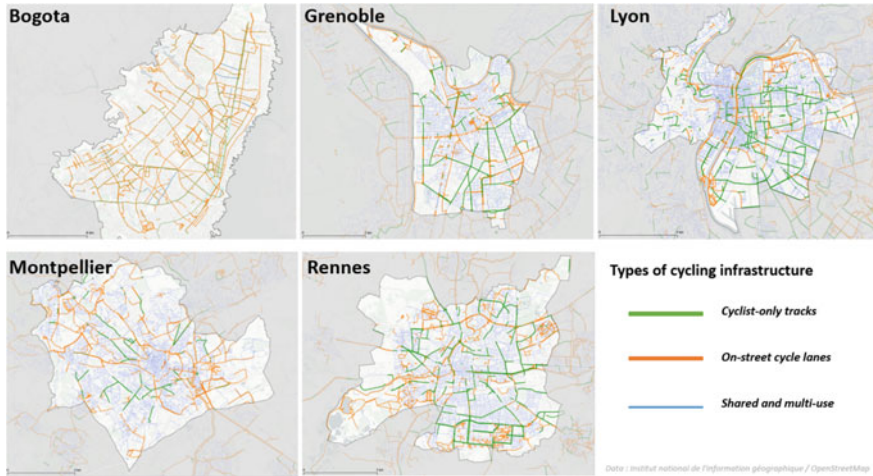 Bogota
Grenoble
Lyon
Montpellier
Rennes
Types of cycling infrastructure
Cyclist-only tracks
On-street cycle lanes
Shared and multi-use
Data : Institut national de l'information géographique / OpenStreetMap